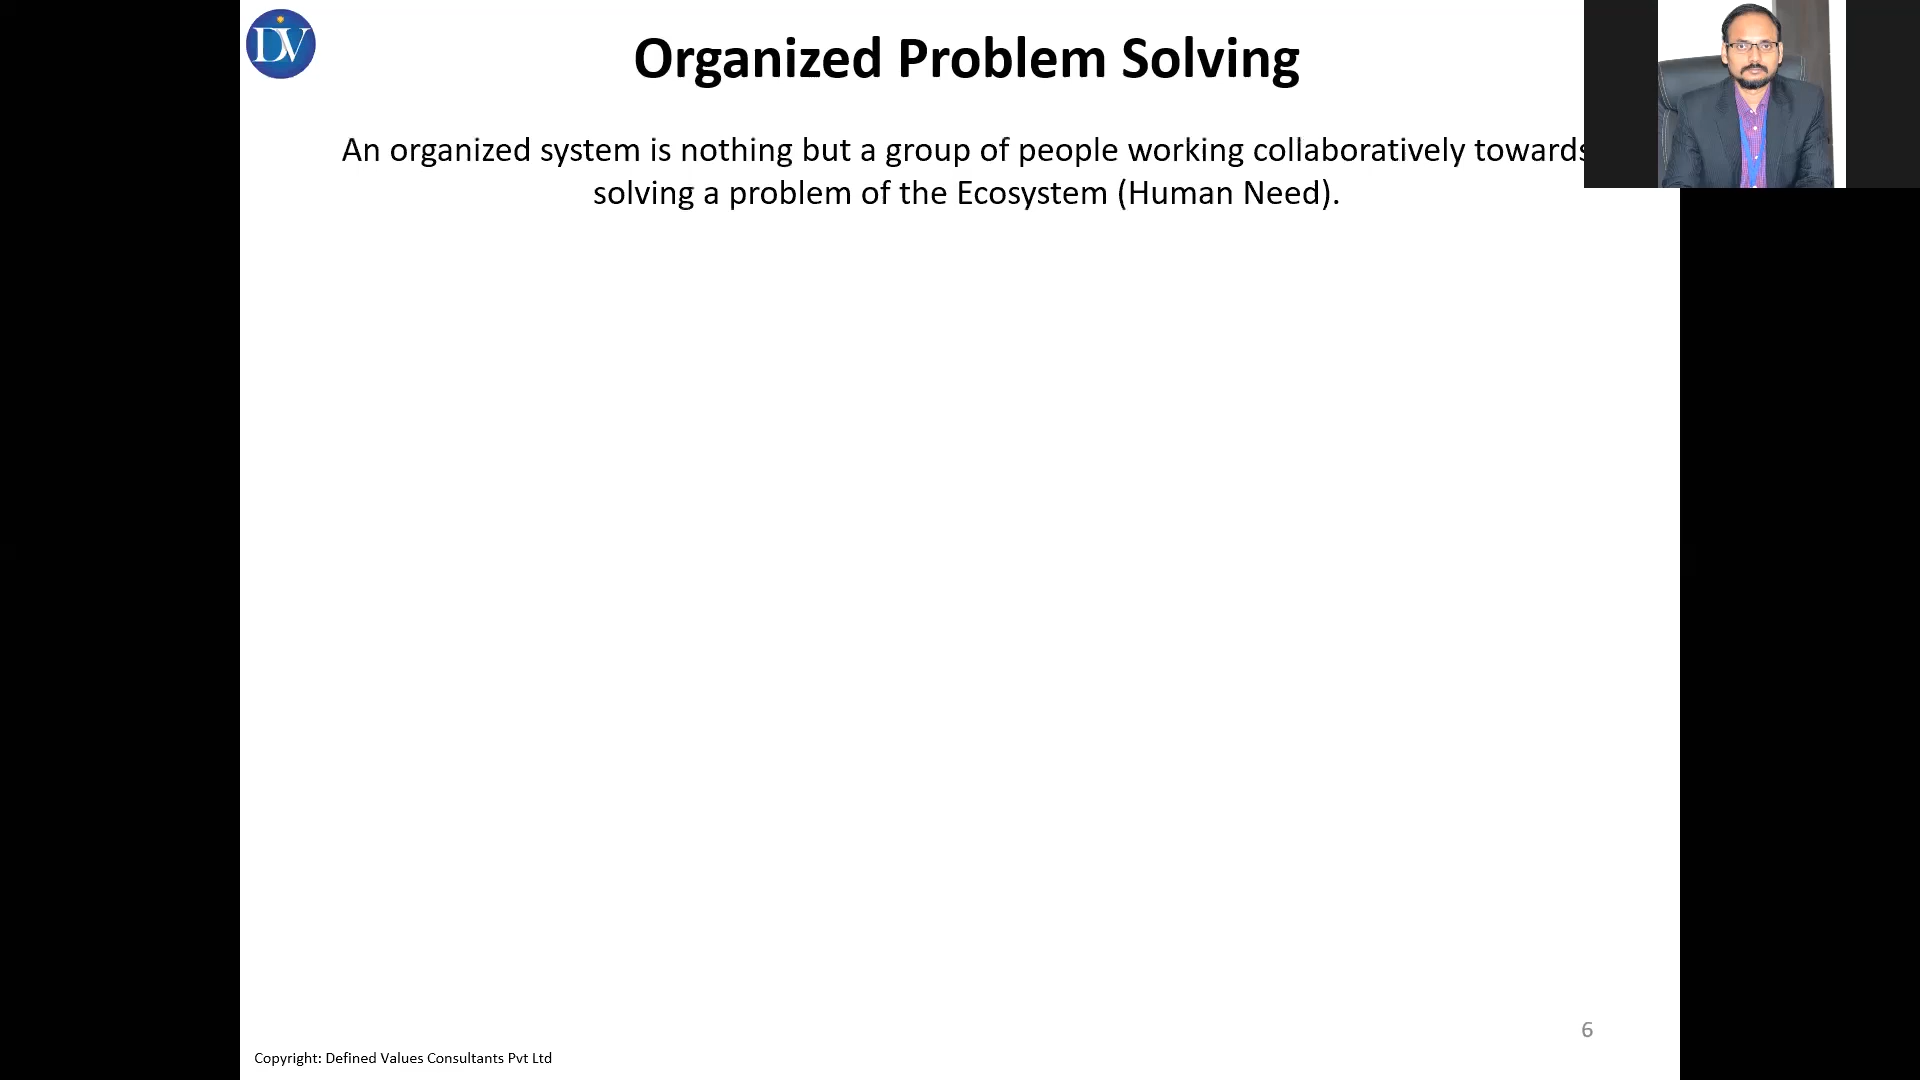 DV
Organized Problem Solving
An organized system is nothing but a group of people working collaboratively towards
solving a problem of the Ecosystem (Human Need).
6
Copyright: Defined Values Consultants Pvt Ltd